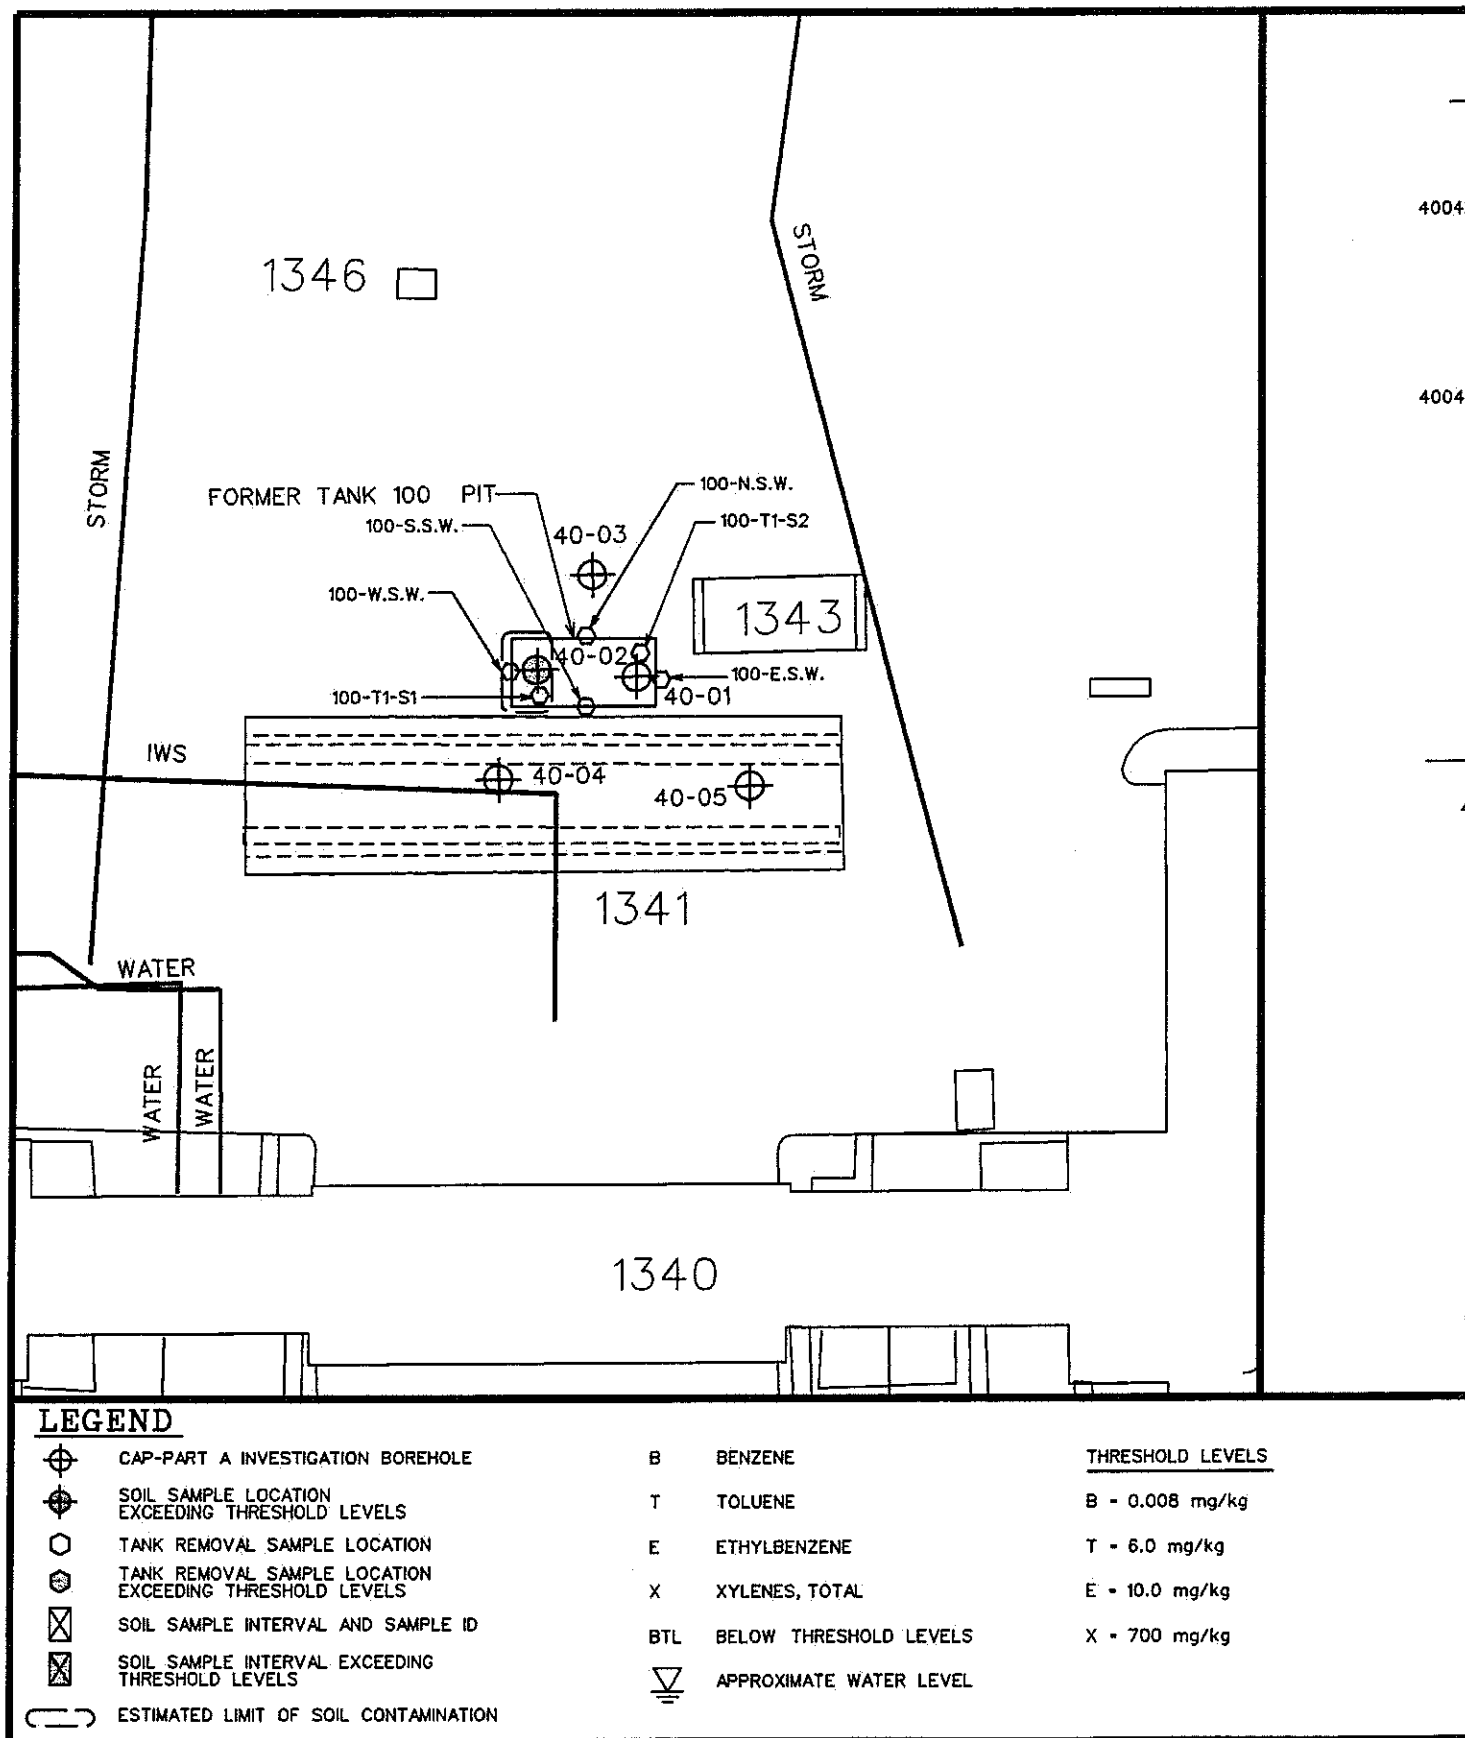 STORM
4004
1346
4004
STORM
FORMER TANK 100 PIT
100-N.S.W.
100-S.S.W.
100-T1-S2
40-03
100-W.S.W.
1343
40-02
100-E.S.W.
100-T1-S1
40-01
IWS
40-04
40-05
1341
WATER
WATER
WATER
1340
LEGEND
CAP-PART A INVESTIGATION BOREHOLE
SOIL SAMPLE LOCATION
EXCEEDING THRESHOLD LEVELS
TANK REMOVAL SAMPLE LOCATION
TANK REMOVAL SAMPLE LOCATION
EXCEEDING THRESHOLD LEVELS
SOIL SAMPLE INTERVAL AND SAMPLE ID
SOIL SAMPLE INTERVAL EXCEEDING
THRESHOLD LEVELS
ESTIMATED LIMIT OF SOIL CONTAMINATION
B BENZENE
T TOLUENE
E ETHYLBENZENE
X XYLENES, TOTAL
BTL BELOW THRESHOLD LEVELS
APPROXIMATE WATER LEVEL
THRESHOLD LEVELS
B - 0.008 mg/kg
T - 6.0 mg/kg
E - 10.0 mg/kg
X - 700 mg/kg